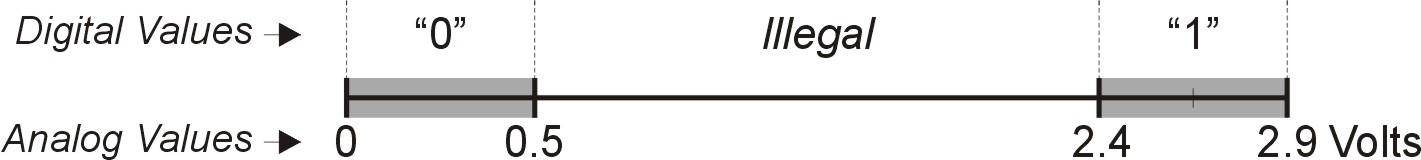 Digital Values “0” Illegal “1”
Analog Values 0 0.5 2.4 2.9 Volts